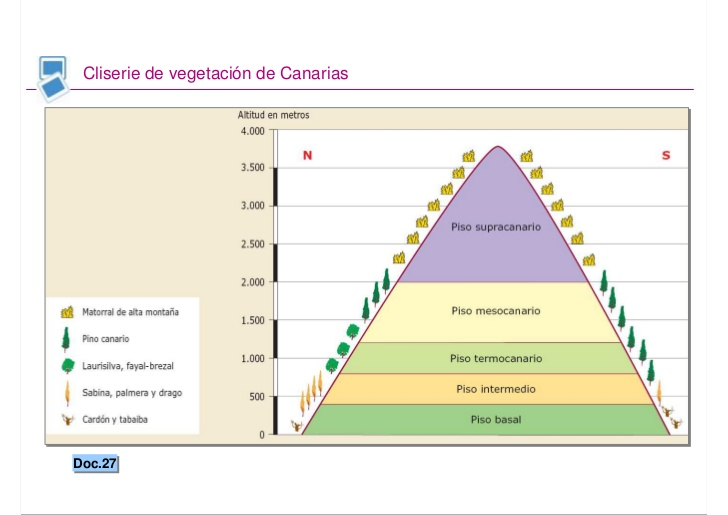 Cliserie de vegetación de Canarias
Altitud en metros
4.000
N
S
3.500
3.000
Piso supracanario
2.500
2.000
Matorral de alta montaña
Piso mesocanario
1.500
Pino canario
1.000
Piso termocanario
Laurisilva, fayal-brezal
Sabina, palmera y drago
500
Piso intermedio
Cardón y tabaiba
Piso basal
0
Doc.27